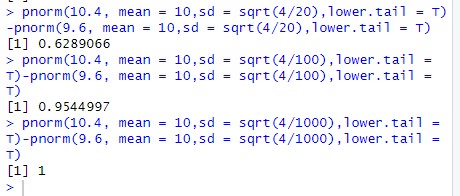 > pnorm(10.4, mean = 10,sd = sqrt(4/20),lower.tail = T)
-pnorm(9.6, mean = 10,sd = sqrt(4/20),lower.tail = T)
[1] 0.6289066
> pnorm(10.4, mean = 10,sd = sqrt(4/100),lower.tail =
T)-pnorm(9.6, mean = 10,sd = sqrt(4/100),lower.tail =
T)
[1] 0.9544997
> pnorm(10.4, mean = 10,sd = sqrt(4/1000),lower.tail =
T)-pnorm(9.6, mean = 10,sd = sqrt(4/1000),lower.tail =
T)
[1] 1
>